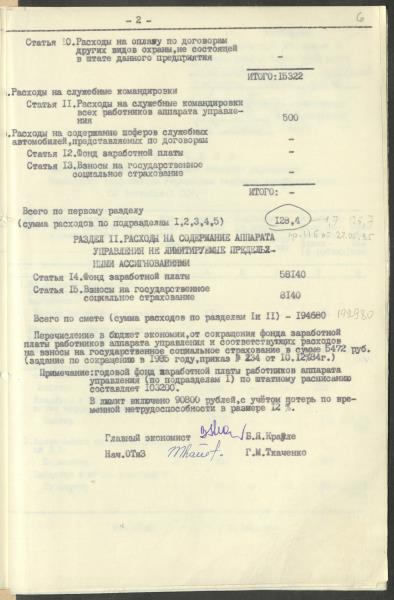 - 2 -
6
Статья 10.Расходы на оплату по договорам
других видов охраны,не состоящей
в штате данного предприятия -
ИТОГО:15322
.Расходы на служебные командировки
Статья 11.Расходы на служебные командировки
всех работников аппарата управле-
ния 500
.Расходы на содержание шоферов служебных
автомобилей,представляемых по договорам -
Статья 12.Фонд заработной платы -
Статья 13.Взносы на государственное
социальное страхование -
ИТОГО: -
Всего по первому разделу
(сумма расходов по подразделам 1,2,3,4,5) 128,4
РАЗДЕЛ II.РАСХОДЫ НА СОДЕРЖАНИЕ АППАРАТА
УПРАВЛЕНИЯ НЕ ЛИМИТИРУЕМЫЕ ПРЕДЕЛЬ-
НЫМИ АССИГНОВАНИЯМИ
Статья 14.Фонд заработной платы 58140
Статья 15.Взносы на государственное
социальное страхование 8140
Всего по смете (сумма расходов по разделам Iи II) - 194680 192980
Перечисление в бюджет экономии,от сокращения фонда заработной
платы работников аппарата управления и соответствующих расходов
на взносы на государственное социальное страхование в сумме 5472 руб.
(задание по сокращению в 1985 году,приказ № 234 от 10.12.84г.)
Примечание:годовой фонд заработной платы работников аппарата
управления (по подразделам 1) по штатному расписанию
составляет 103200.
В лимит включено 90800 рублей,с учётом потерь по вре-
менной нетрудоспособности в размере 12 %.
Главный экономист Б.Я.Крауле
Нач.ОТиЗ Г.М.Ткаченко